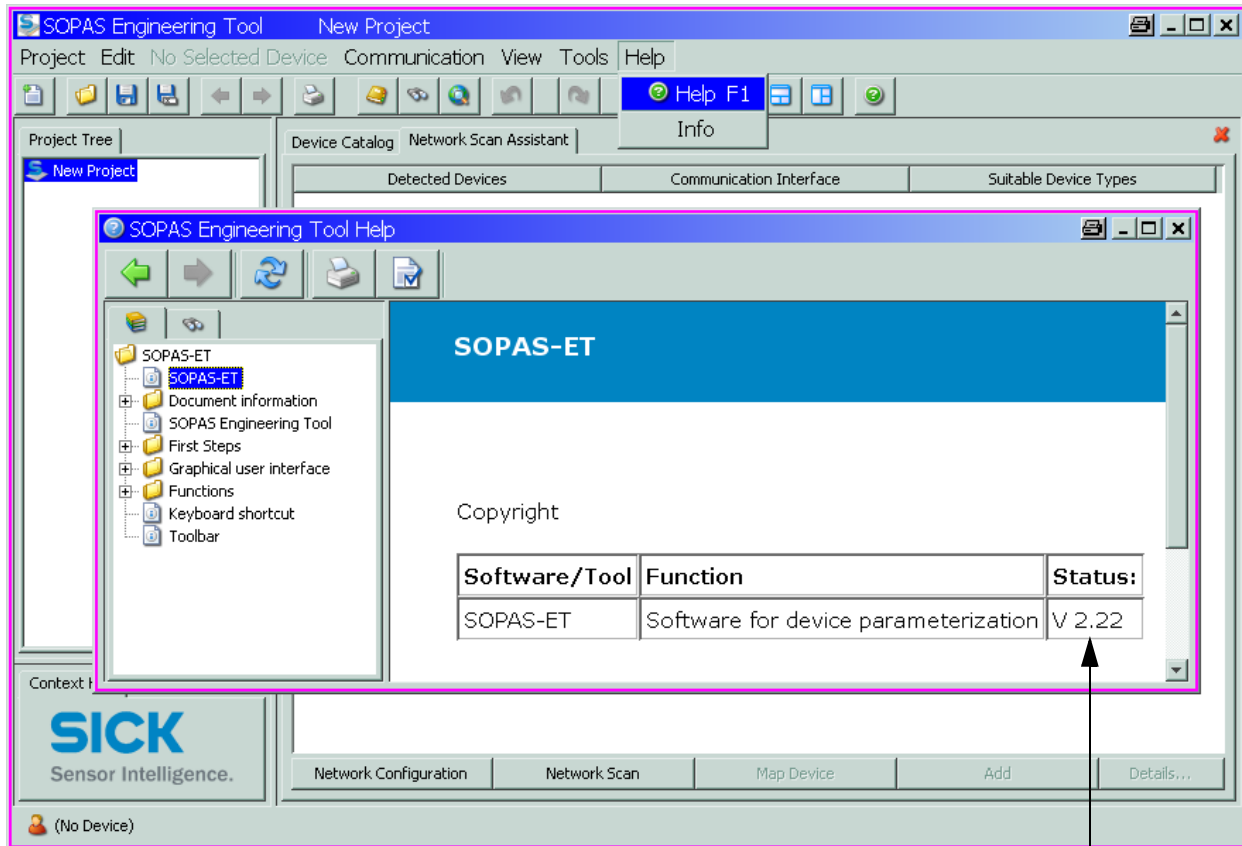 SOPAS Engineering Tool New Project
Project Edit No Selected Device Communication View Tools Help
Help F1
Info
Project Tree
New Project
Device Catalog Network Scan Assistant
Detected Devices Communication Interface Suitable Device Types
SOPAS Engineering Tool Help
SOPAS-ET
SOPAS-ET
Document information
SOPAS Engineering Tool
First Steps
Graphical user interface
Functions
Keyboard shortcut
Toolbar
SOPAS-ET
Copyright
Software/Tool Function Status:
SOPAS-ET Software for device parameterization V 2.22
Context
SICK
Sensor Intelligence.
Network Configuration Network Scan Map Device Add Details...
(No Device)